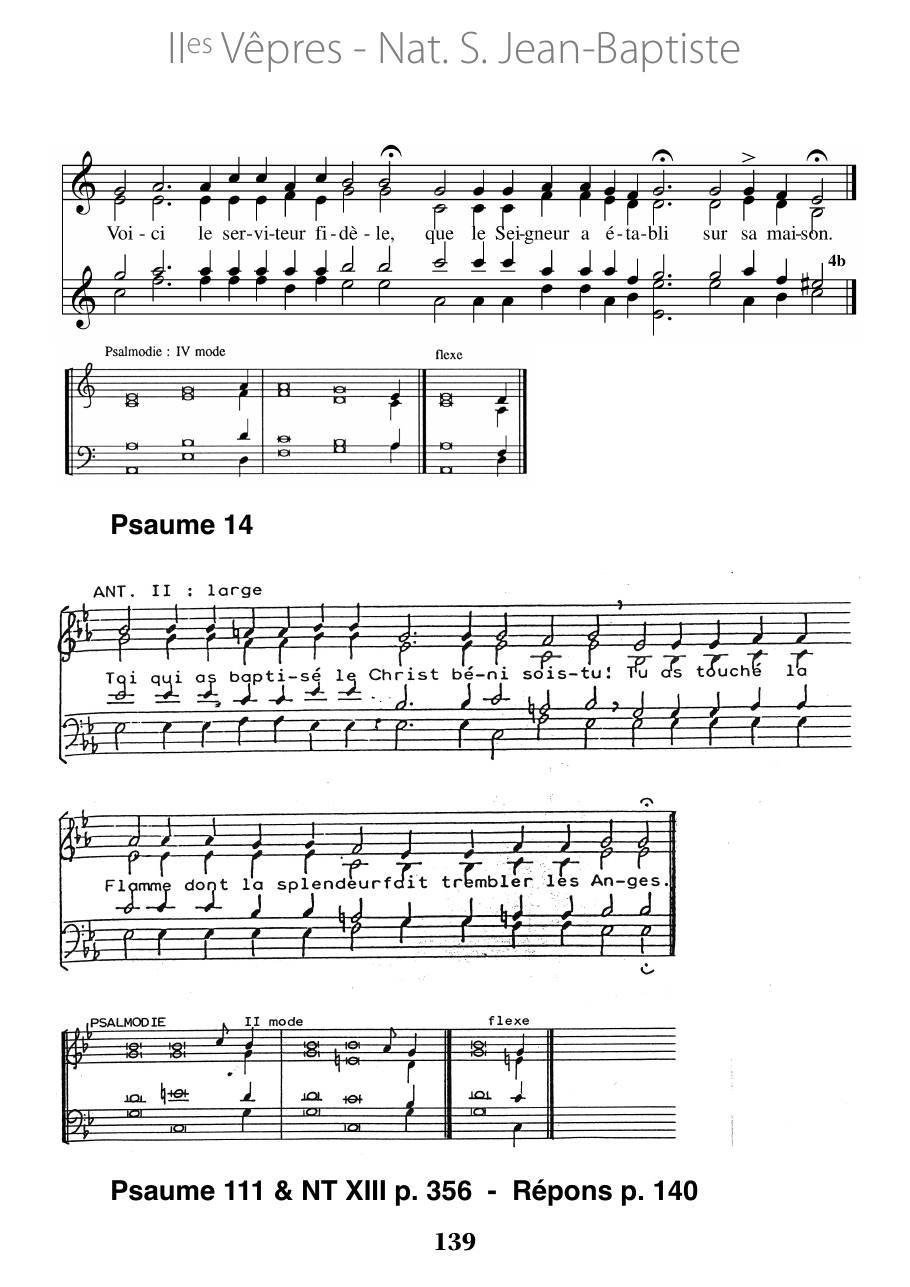 IIes Vêpres - Nat. S. Jean-Baptiste
Voi - ci le ser - vi - teur fi - dè - le, que le Sei - gneur a é - ta - bli sur sa mai - son.
4b
Psalmodie : IV mode flexe
Psaume 14
ANT. II : large
Toi qui as bapti-sé le Christ bé-ni sois-tu! Tu as touché la
Flamme dont la splendeur fait trembler les An-ges.
PSALMODIE II mode flexe
Psaume 111 & NT XIII p. 356 - Répons p. 140
139